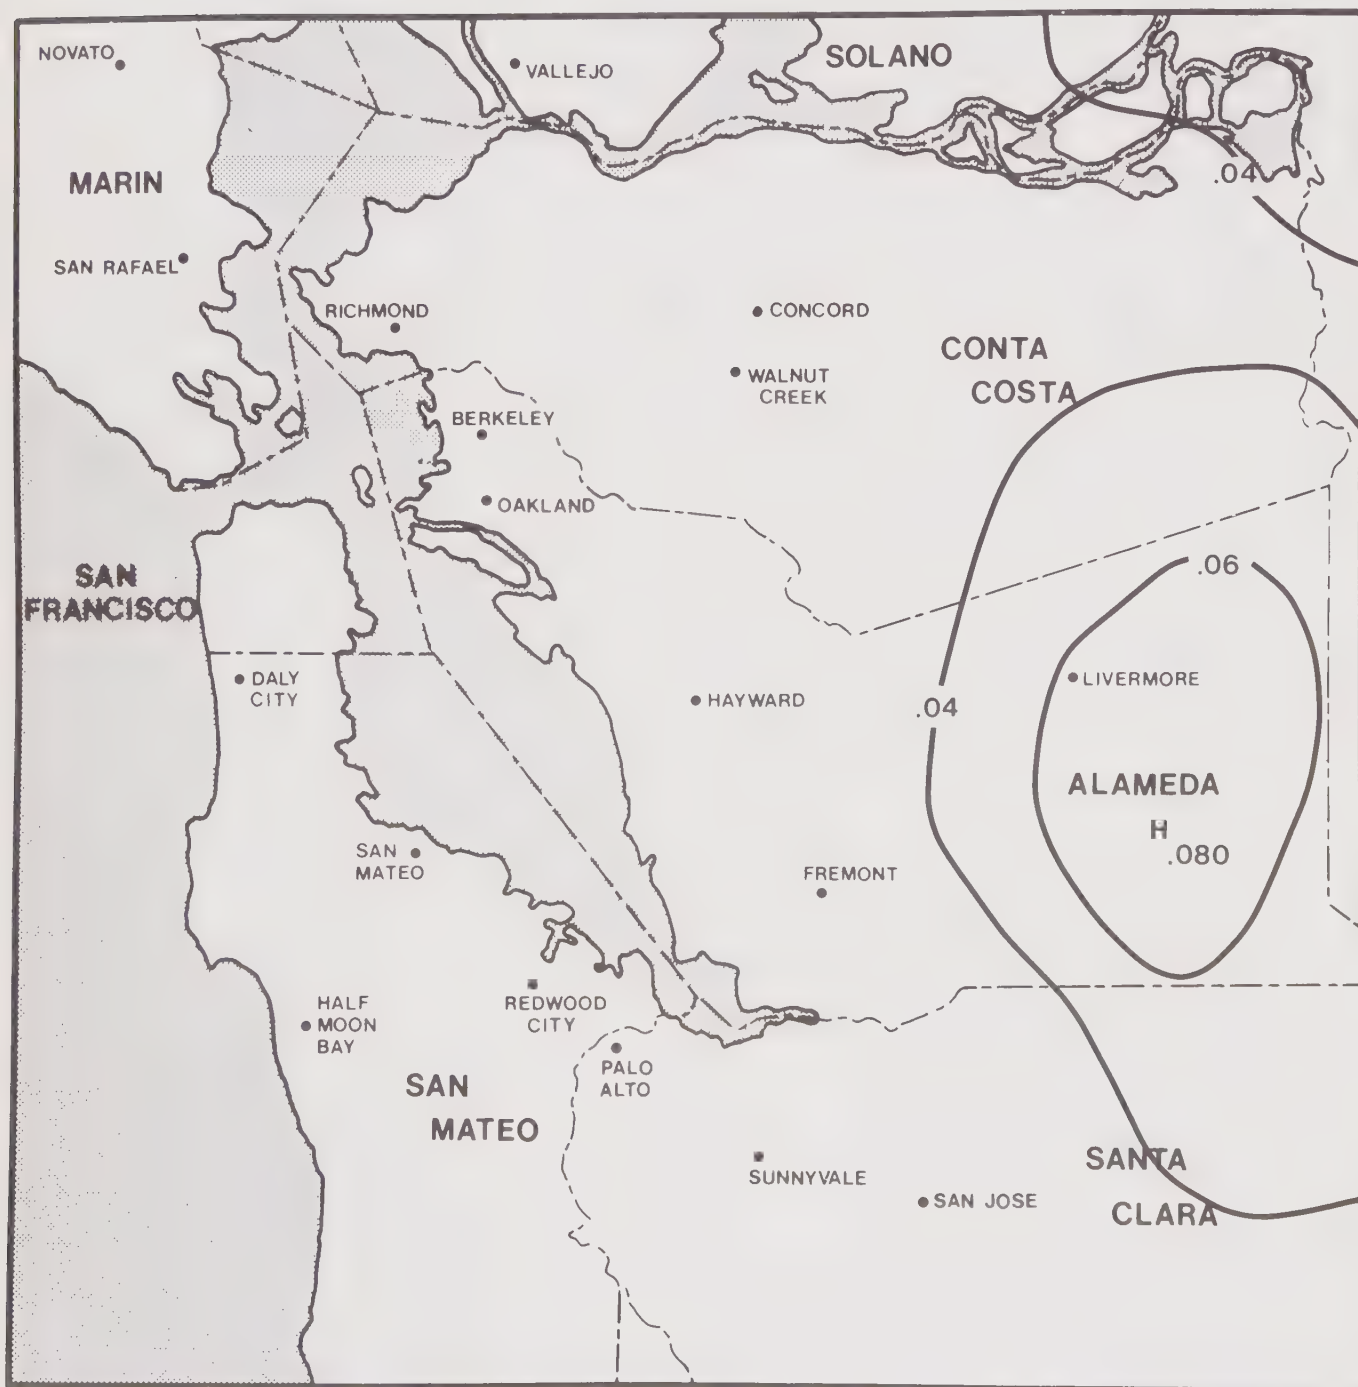 NOVATO
VALLEJO
SOLANO
MARIN
.04
SAN RAFAEL
RICHMOND
CONCORD
CONTA
COSTA
WALNUT
CREEK
BERKELEY
OAKLAND
SAN
FRANCISCO
.06
DALY
CITY
HAYWARD
LIVERMORE
.04
ALAMEDA
H
.080
SAN
MATEO
FREMONT
HALF
MOON
BAY
REDWOOD
CITY
PALO
ALTO
SAN
MATEO
SUNNYVALE
SANTA
CLARA
SAN JOSE